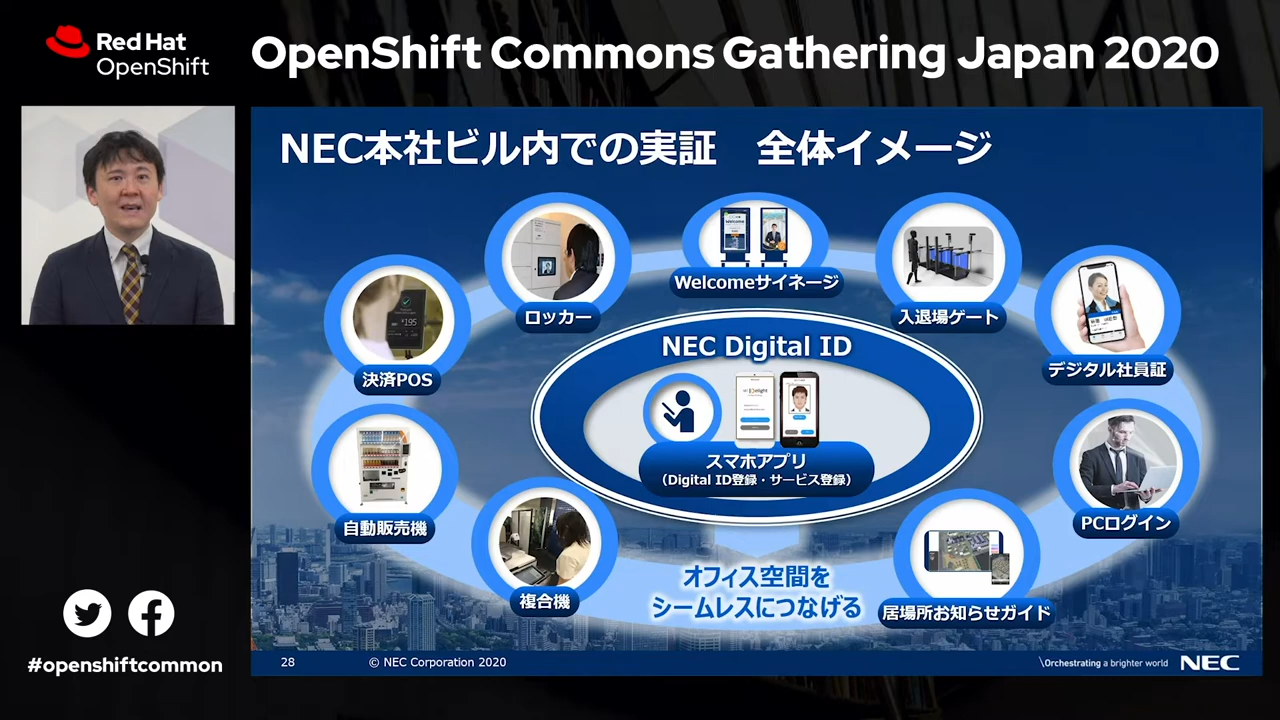 Red Hat
OpenShift
OpenShift Commons Gathering Japan 2020
NEC本社ビル内での実証　全体イメージ
Welcomeサイネージ
ロッカー
入退場ゲート
決済POS
¥195
デジタル社員証
NEC Digital ID
スマホアプリ
（Digital ID登録・サービス登録）
自動販売機
PCログイン
複合機
オフィス空間を
シームレスにつなげる
居場所お知らせガイド
#openshiftcommon
28
© NEC Corporation 2020
\Orchestrating a brighter world
NEC